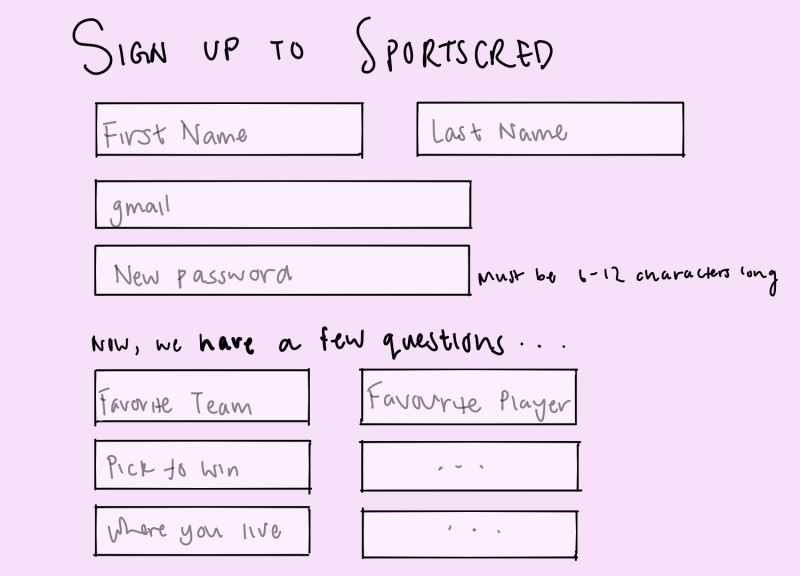 SIGN UP TO SPORTSCRED
First Name Last Name
gmail
New password Must be 6-12 characters long
NOW, we have a few questions...
Favorite Team Favourite Player
Pick to win ...
Where you live ...